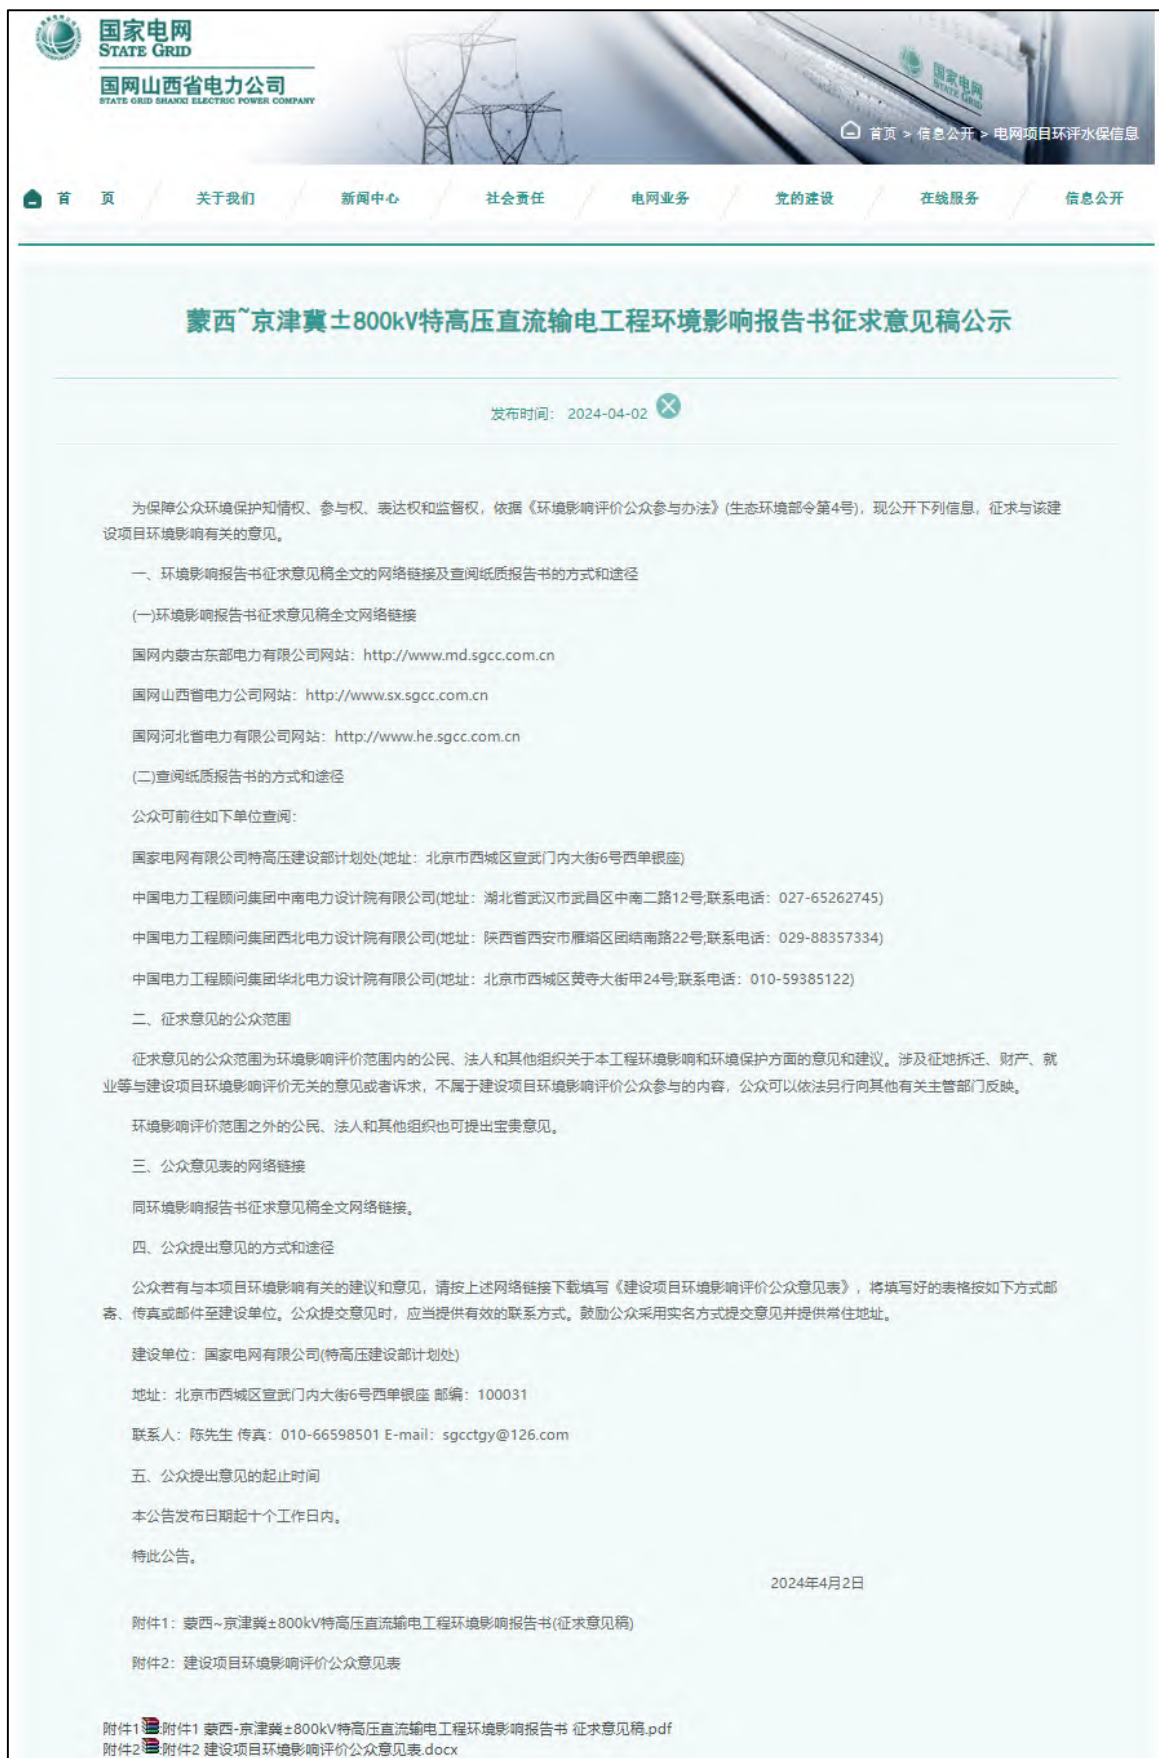 国家电网
STATE GRID
国网山西省电力公司
STATE GRID SHANXI ELECTRIC POWER COMPANY
国家电网
STATE GRID
首页 > 信息公开 > 电网项目环评水保信息
首 页 关于我们 新闻中心 社会责任 电网业务 党的建设 在线服务 信息公开
蒙西~京津冀±800kV特高压直流输电工程环境影响报告书征求意见稿公示
发布时间： 2024-04-02
为保障公众环境保护知情权、参与权、表达权和监督权，依据《环境影响评价公众参与办法》(生态环境部令第4号)，现公开下列信息，征求与该建
设项目环境影响有关的意见。
一、环境影响报告书征求意见稿全文的网络链接及查阅纸质报告书的方式和途径
(一)环境影响报告书征求意见稿全文网络链接
国网内蒙古东部电力有限公司网站：http://www.md.sgcc.com.cn
国网山西省电力公司网站：http://www.sx.sgcc.com.cn
国网河北省电力有限公司网站：http://www.he.sgcc.com.cn
(二)查阅纸质报告书的方式和途径
公众可前往如下单位查阅：
国家电网有限公司特高压建设部计划处(地址：北京市西城区宣武门内大街6号西单银座)
中国电力工程顾问集团中南电力设计院有限公司(地址：湖北省武汉市武昌区中南二路12号;联系电话：027-65262745)
中国电力工程顾问集团西北电力设计院有限公司(地址：陕西省西安市雁塔区团结南路22号;联系电话：029-88357334)
中国电力工程顾问集团华北电力设计院有限公司(地址：北京市西城区黄寺大街甲24号;联系电话：010-59385122)
二、征求意见的公众范围
征求意见的公众范围为环境影响评价范围内的公民、法人和其他组织关于本工程环境影响和环境保护方面的意见和建议。涉及征地拆迁、财产、就
业等与建设项目环境影响评价无关的意见或者诉求，不属于建设项目环境影响评价公众参与的内容，公众可以依法另行向其他有关主管部门反映。
环境影响评价范围之外的公民、法人和其他组织也可提出宝贵意见。
三、公众意见表的网络链接
同环境影响报告书征求意见稿全文网络链接。
四、公众提出意见的方式和途径
公众若有与本项目环境影响有关的建议和意见，请按上述网络链接下载填写《建设项目环境影响评价公众意见表》，将填写好的表格按如下方式邮
寄、传真或邮件至建设单位。公众提交意见时，应当提供有效的联系方式。鼓励公众采用实名方式提交意见并提供常住地址。
建设单位：国家电网有限公司(特高压建设部计划处)
地址：北京市西城区宣武门内大街6号西单银座 邮编：100031
联系人：陈先生 传真：010-66598501 E-mail：sgcctgy@126.com
五、公众提出意见的起止时间
本公告发布日期起十个工作日内。
特此公告。
2024年4月2日
附件1：蒙西~京津冀±800kV特高压直流输电工程环境影响报告书(征求意见稿)
附件2：建设项目环境影响评价公众意见表
附件1 :附件1 蒙西-京津冀±800kV特高压直流输电工程环境影响报告书 征求意见稿.pdf
附件2 :附件2 建设项目环境影响评价公众意见表.docx